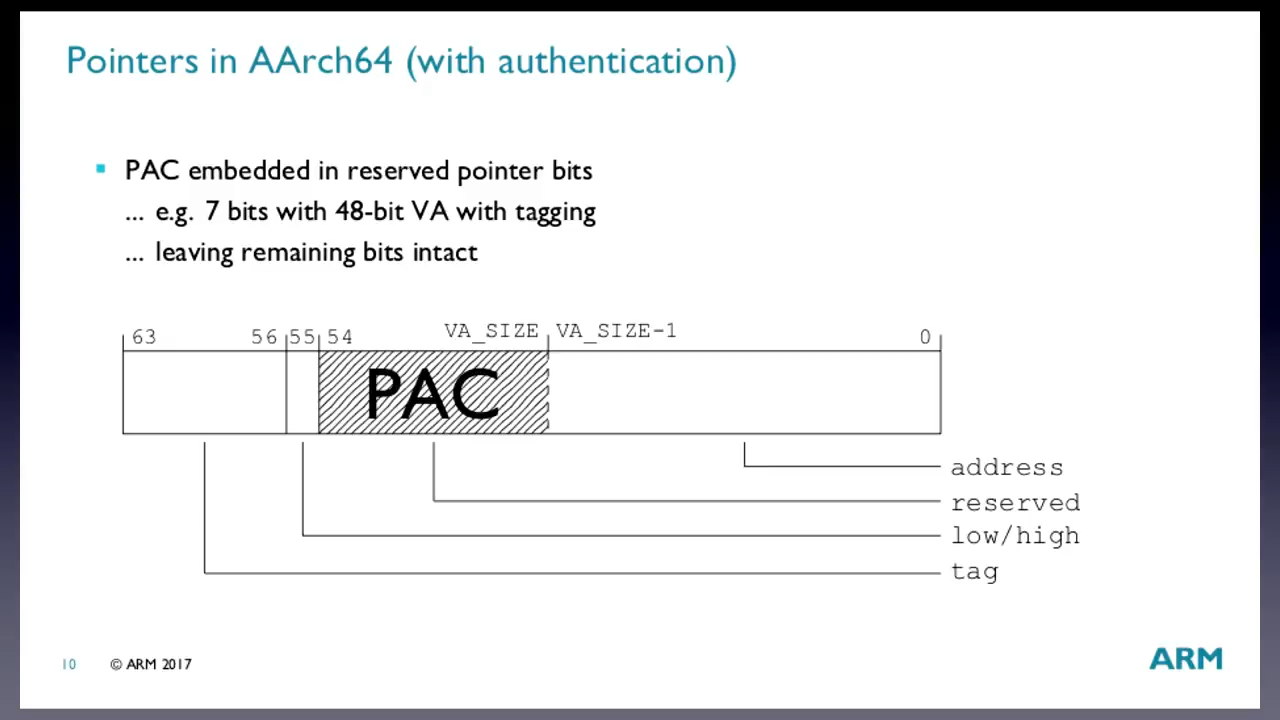 Pointers in AArch64 (with authentication)
PAC embedded in reserved pointer bits
... e.g. 7 bits with 48-bit VA with tagging
... leaving remaining bits intact
63 56 55 54 VA_SIZE VA_SIZE-1 0
PAC
address
reserved
low/high
tag
10 © ARM 2017
ARM